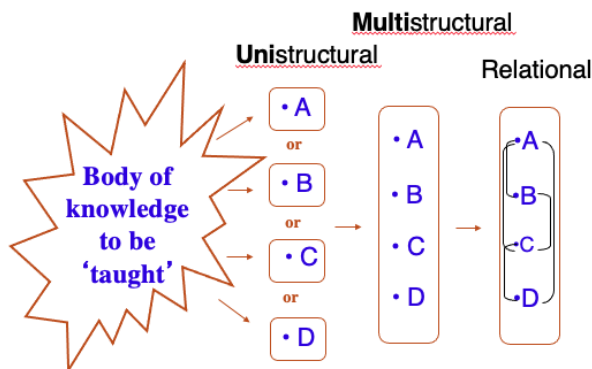 Multistructural
Unistructural
Relational
Body of
knowledge
to be
‘taught’
• A
or
• B
or
• C
or
• D
• A
• B
• C
• D
•A
•B
•C
•D